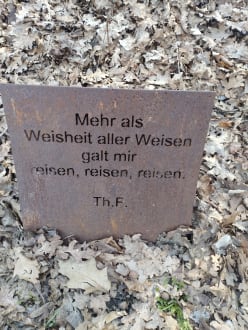 Mehr als
Weisheit aller Weisen
galt mir
reisen, reisen, reisen.
Th.F.